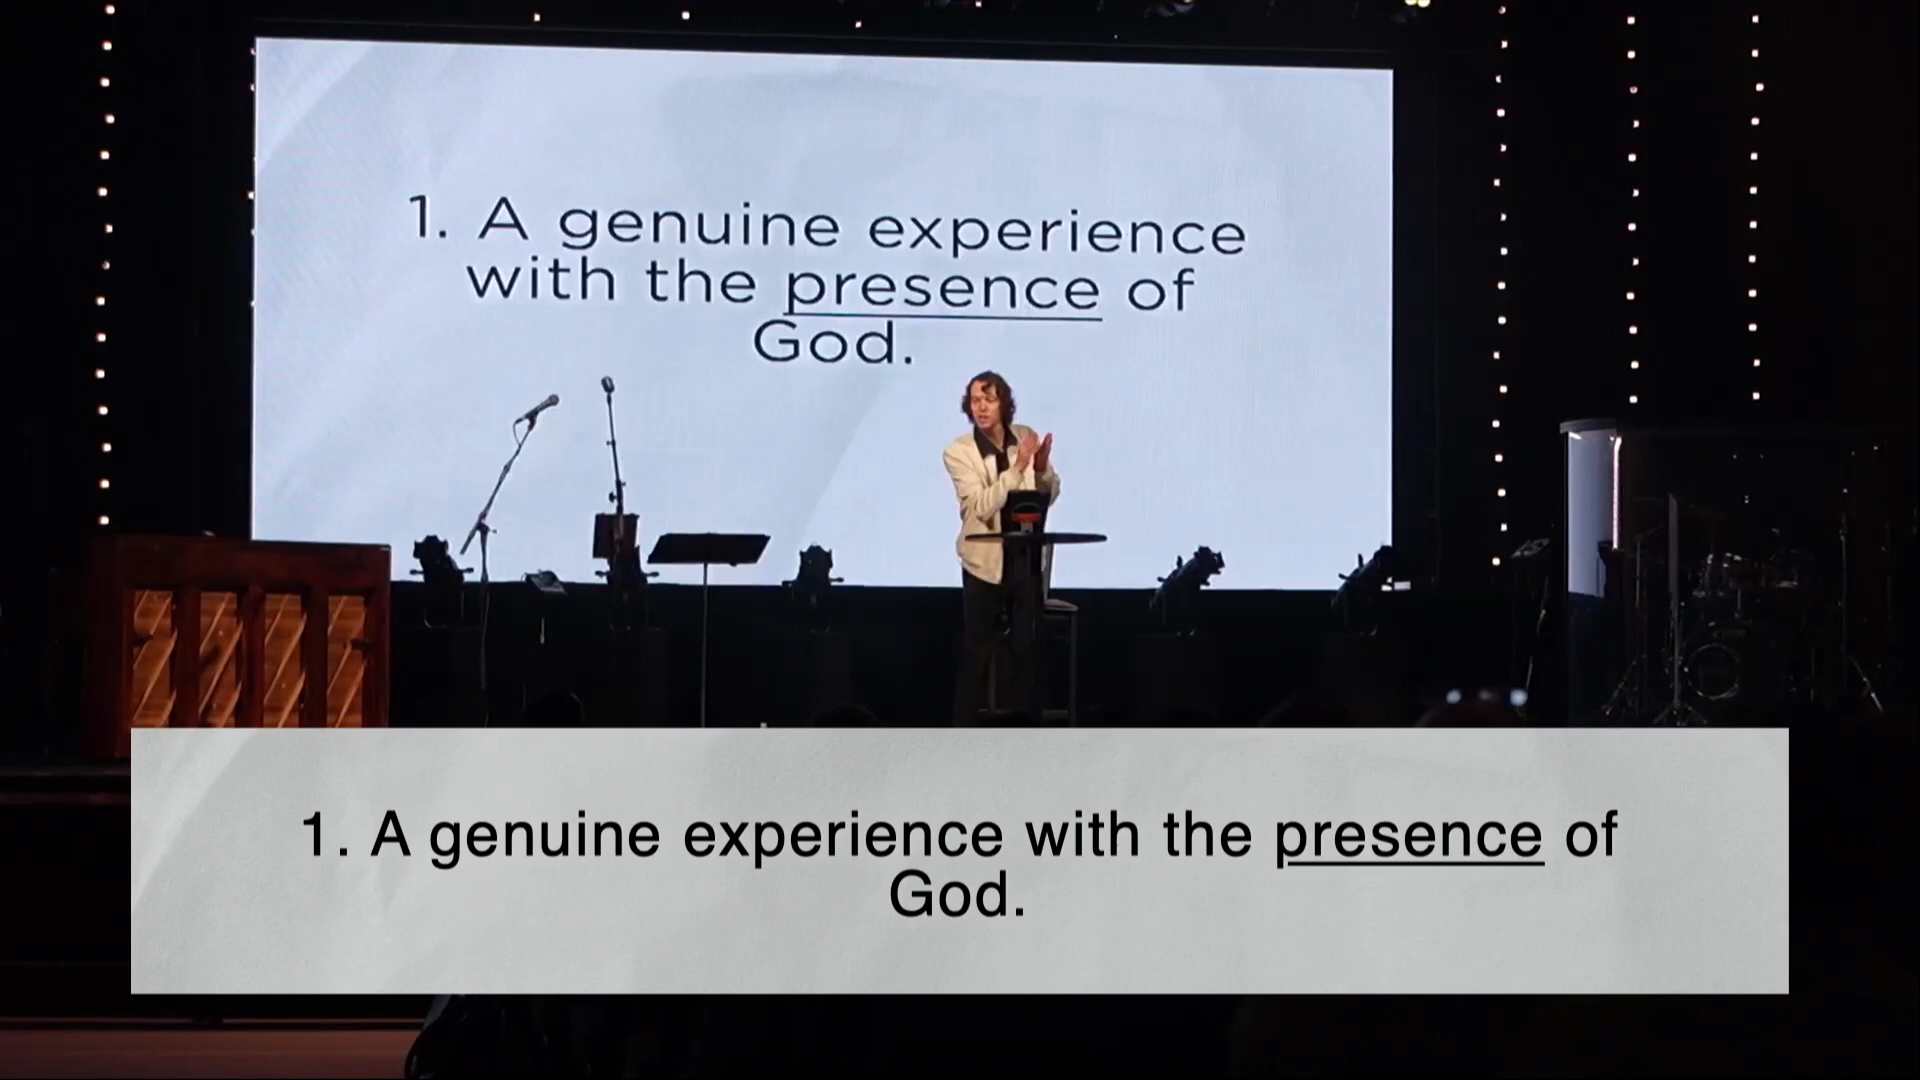 1. A genuine experience
with the presence of
God.
1. A genuine experience with the presence of
God.